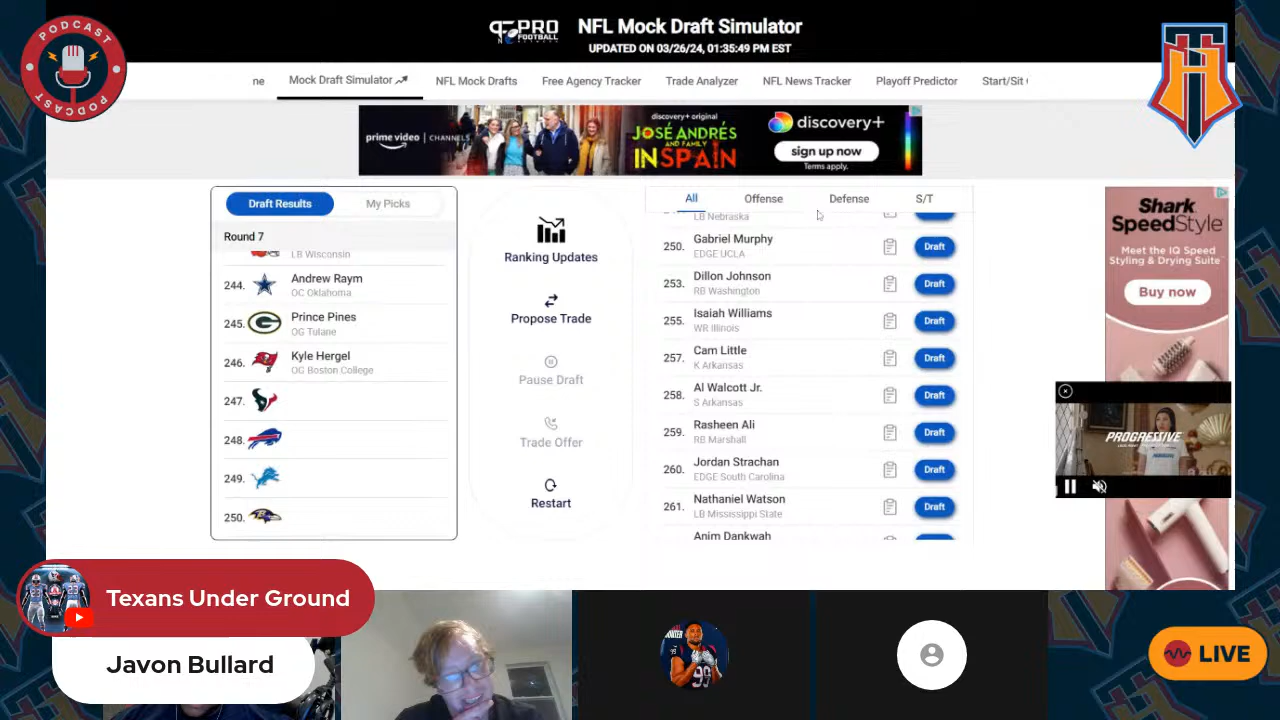 PODCAST
PODCAST
PRO
FOOTBALL
NETWORK
NFL Mock Draft Simulator
UPDATED ON 03/26/24, 01:35:49 PM EST
ne
Mock Draft Simulator
NFL Mock Drafts
Free Agency Tracker
Trade Analyzer
NFL News Tracker
Playoff Predictor
Start/Sit
prime video | CHANNELS
discovery+ original
JOSÉ ANDRÉS
AND FAMILY
IN SPAIN
discovery+
sign up now
Terms apply.
Draft Results
My Picks
Round 7
LB Wisconsin
244.
Andrew Raym
OC Oklahoma
245.
Prince Pines
OG Tulane
246.
Kyle Hergel
OG Boston College
247.
248.
249.
250.
Ranking Updates
Propose Trade
Pause Draft
Trade Offer
Restart
All
Offense
Defense
S/T
LB Nebraska
250.
Gabriel Murphy
EDGE UCLA
Draft
253.
Dillon Johnson
RB Washington
Draft
255.
Isaiah Williams
WR Illinois
Draft
257.
Cam Little
K Arkansas
Draft
258.
Al Walcott Jr.
S Arkansas
Draft
259.
Rasheen Ali
RB Marshall
Draft
260.
Jordan Strachan
EDGE South Carolina
Draft
261.
Nathaniel Watson
LB Mississippi State
Draft
Anim Dankwah
Shark
SpeedStyle
Meet the IQ Speed
Styling & Drying Suite
Buy now
PROGRESSIVE
Texans Under Ground
Javon Bullard
99
LIVE